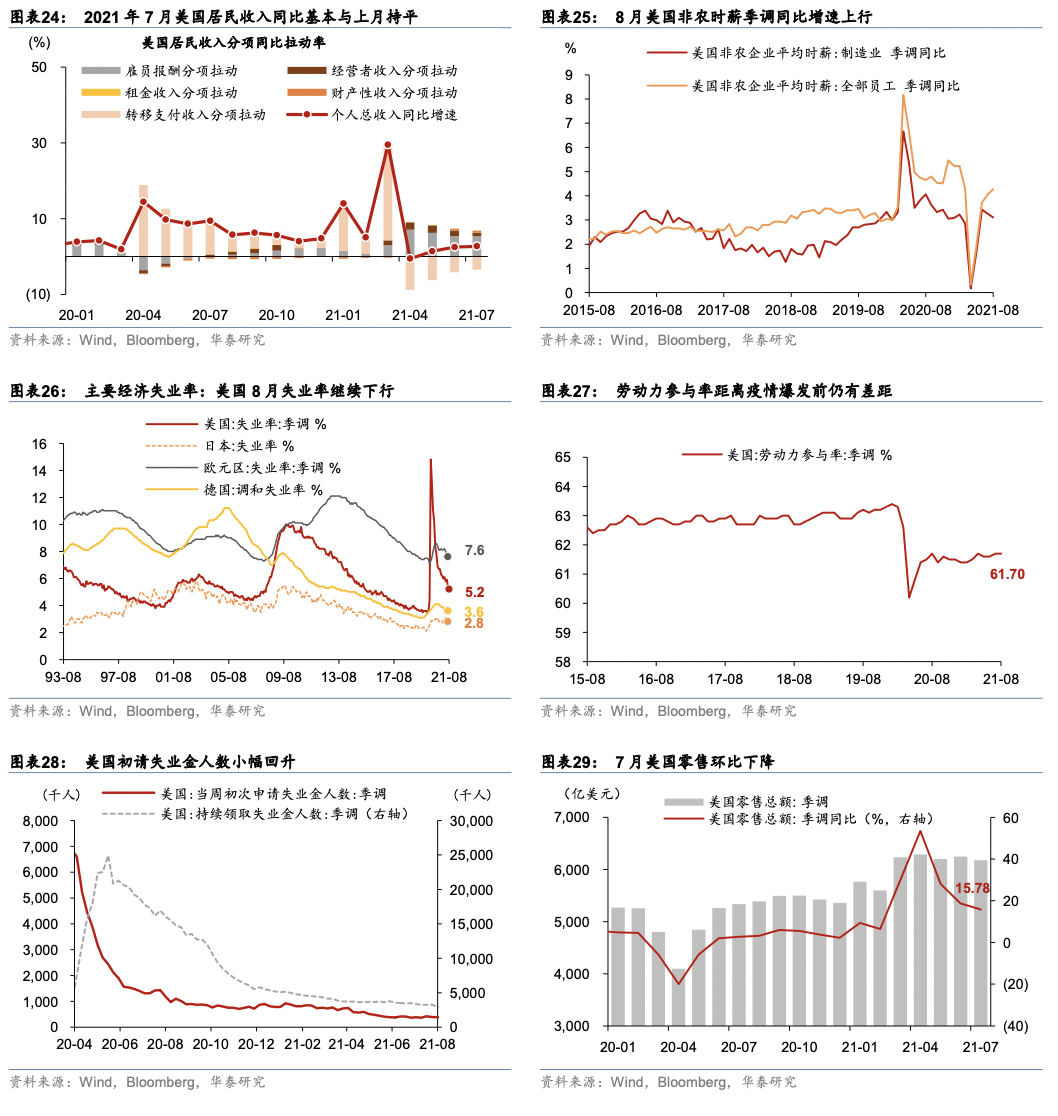 图表24： 2021 年 7 月美国居民收入同比基本与上月持平
(%)
美国居民收入分项同比拉动率
雇员报酬分项拉动
经营者收入分项拉动
租金收入分项拉动
财产性收入分项拉动
转移支付收入分项拉动
个人总收入同比增速
50
30
10
(10)
20-01 20-04 20-07 20-10 21-01 21-04 21-07
资料来源：Wind，Bloomberg，华泰研究
图表25： 8 月美国非农时薪季调同比增速上行
%
美国非农企业平均时薪:制造业 季调同比
美国非农企业平均时薪:全部员工 季调同比
9
8
7
6
5
4
3
2
1
0
2015-08 2016-08 2017-08 2018-08 2019-08 2020-08 2021-08
资料来源：Wind，Bloomberg，华泰研究
图表26： 主要经济失业率：美国 8 月失业率继续下行
美国:失业率:季调 %
日本:失业率 %
欧元区:失业率:季调 %
德国:调和失业率 %
16
14
12
10
8
6
4
2
0
7.6
5.2
3.6
2.8
93-08 97-08 01-08 05-08 09-08 13-08 17-08 21-08
资料来源：Wind，Bloomberg，华泰研究
图表27： 劳动力参与率距离疫情爆发前仍有差距
美国:劳动力参与率:季调 %
65
64
63
62
61
60
59
58
61.70
15-08 16-08 17-08 18-08 19-08 20-08 21-08
资料来源：Wind，Bloomberg，华泰研究
图表28： 美国初请失业金人数小幅回升
(千人)
(千人)
美国:当周初次申请失业金人数:季调
美国:持续领取失业金人数:季调（右轴）
8,000
7,000
6,000
5,000
4,000
3,000
2,000
1,000
0
30,000
25,000
20,000
15,000
10,000
5,000
0
20-04 20-06 20-08 20-10 20-12 21-02 21-04 21-06 21-08
资料来源：Wind，Bloomberg，华泰研究
图表29： 7 月美国零售环比下降
(亿美元)
美国零售总额: 季调
美国零售总额: 季调同比（%，右轴）
7,000
6,000
5,000
4,000
3,000
60
40
20
0
(20)
(40)
15.78
20-01 20-04 20-07 20-10 21-01 21-04 21-07
资料来源：Wind，Bloomberg，华泰研究